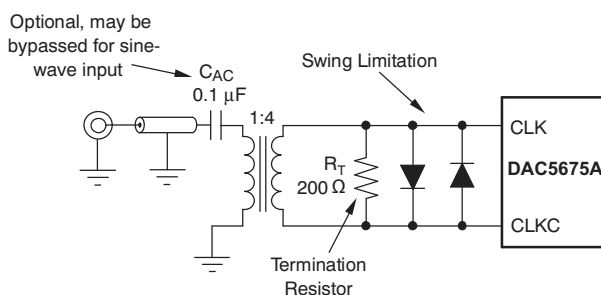 Optional, may be
bypassed for sine-
wave input
C_AC
0.1 μF
1:4
Swing Limitation
R_T
200 Ω
CLK
DAC5675A
CLKC
Termination
Resistor